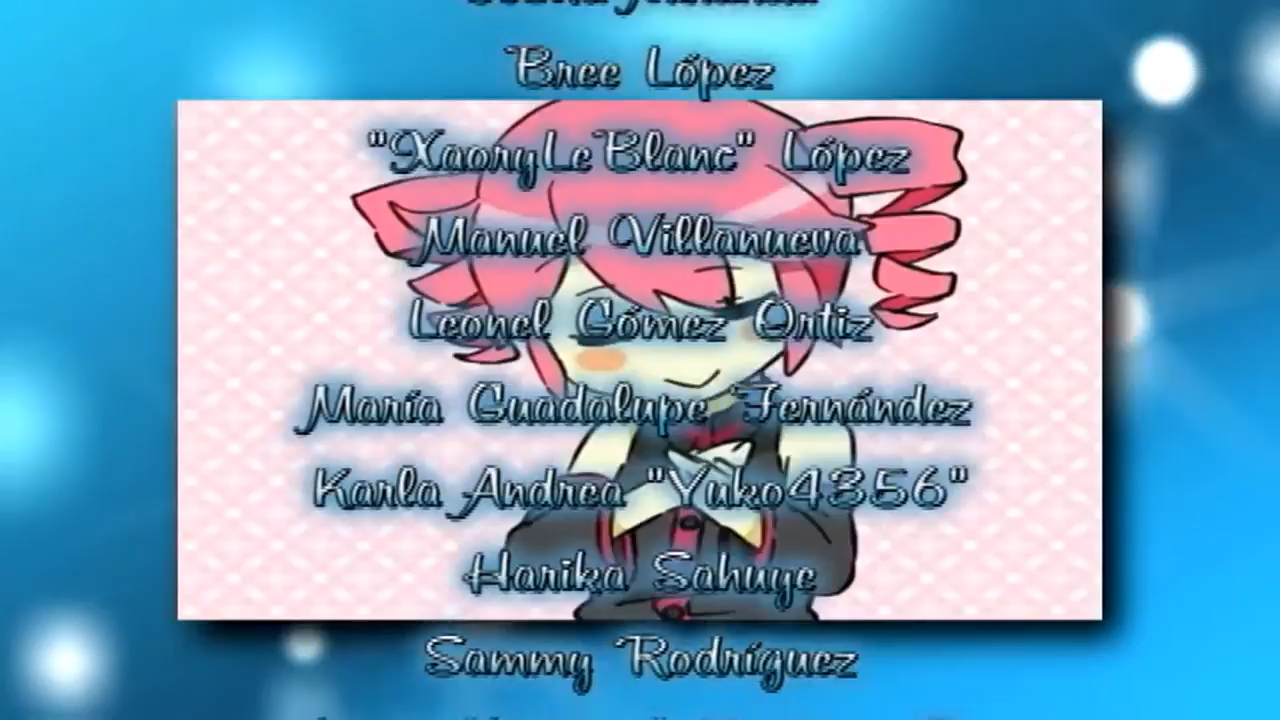 Bree López
"XaoryLeBlanc" López
Manuel Villanueva
Leonel Gómez Ortiz
María Guadalupe Fernández
Karla Andrea "Yuko4356"
Harika Sahuye
Sammy Rodríguez